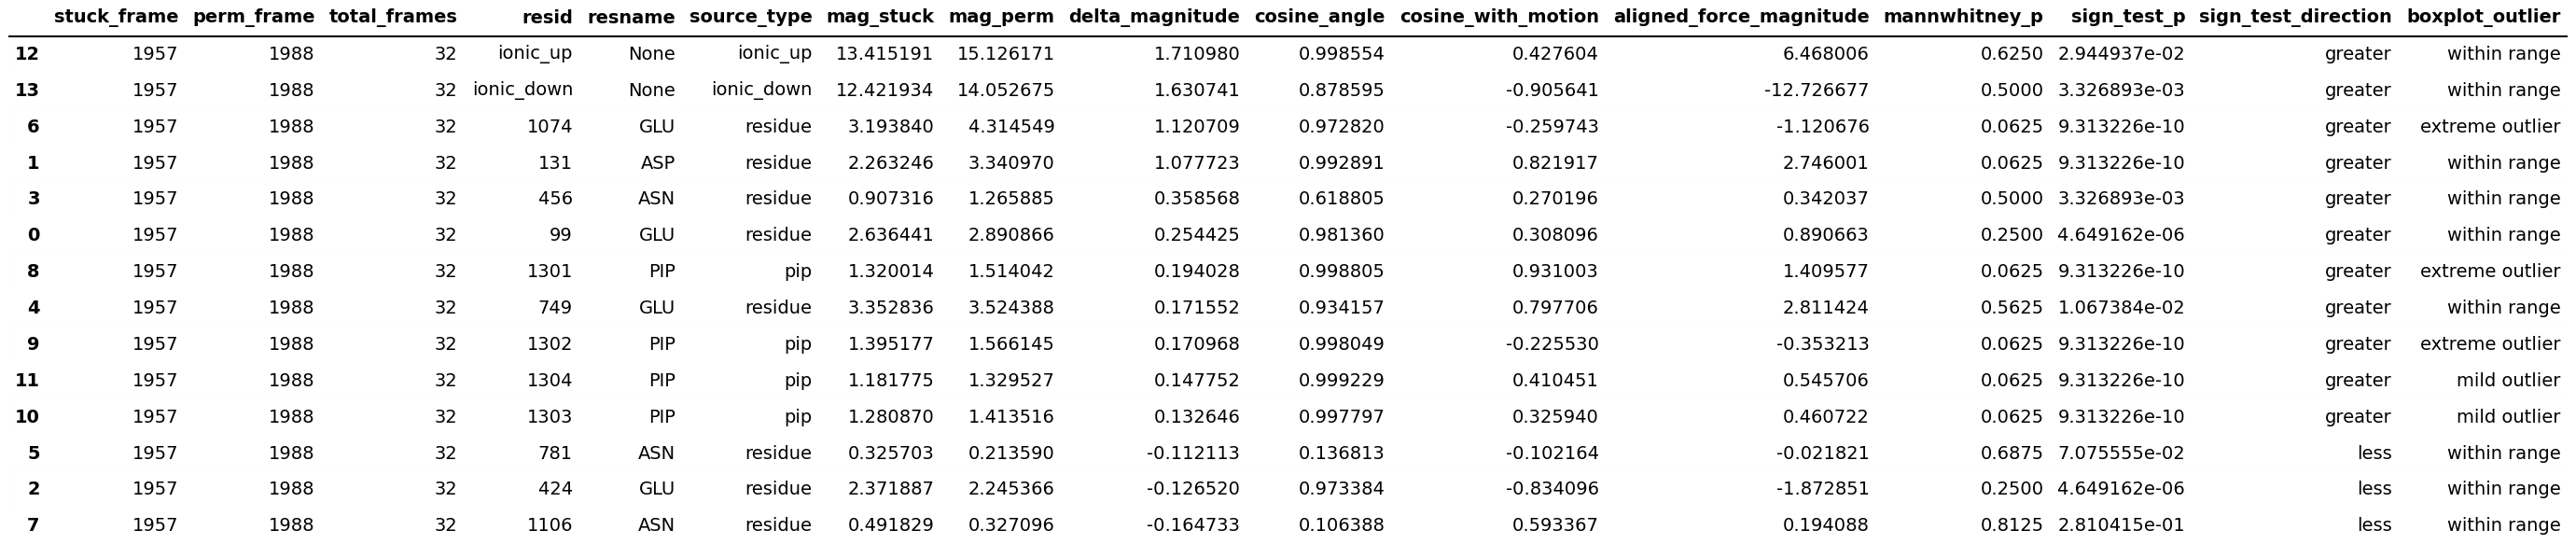 stuck_frame perm_frame total_frames resid resname source_type mag_stuck mag_perm delta_magnitude cosine_angle cosine_with_motion aligned_force_magnitude mannwhitney_p sign_test_p sign_test_direction boxplot_outlier
12 1957 1988 32 ionic_up None ionic_up 13.415191 15.126171 1.710980 0.998554 0.427604 6.468006 0.6250 2.944937e-02 greater within range
13 1957 1988 32 ionic_down None ionic_down 12.421934 14.052675 1.630741 0.878595 -0.905641 -12.726677 0.5000 3.326893e-03 greater within range
6 1957 1988 32 1074 GLU residue 3.193840 4.314549 1.120709 0.972820 -0.259743 -1.120676 0.0625 9.313226e-10 greater extreme outlier
1 1957 1988 32 131 ASP residue 2.263246 3.340970 1.077723 0.992891 0.821917 2.746001 0.0625 9.313226e-10 greater within range
3 1957 1988 32 456 ASN residue 0.907316 1.265885 0.358568 0.618805 0.270196 0.342037 0.5000 3.326893e-03 greater within range
0 1957 1988 32 99 GLU residue 2.636441 2.890866 0.254425 0.981360 0.308096 0.890663 0.2500 4.649162e-06 greater within range
8 1957 1988 32 1301 PIP pip 1.320014 1.514042 0.194028 0.998805 0.931003 1.409577 0.0625 9.313226e-10 greater extreme outlier
4 1957 1988 32 749 GLU residue 3.352836 3.524388 0.171552 0.934157 0.797706 2.811424 0.5625 1.067384e-02 greater within range
9 1957 1988 32 1302 PIP pip 1.395177 1.566145 0.170968 0.998049 -0.225530 -0.353213 0.0625 9.313226e-10 greater extreme outlier
11 1957 1988 32 1304 PIP pip 1.181775 1.329527 0.147752 0.999229 0.410451 0.545706 0.0625 9.313226e-10 greater mild outlier
10 1957 1988 32 1303 PIP pip 1.280870 1.413516 0.132646 0.997797 0.325940 0.460722 0.0625 9.313226e-10 greater mild outlier
5 1957 1988 32 781 ASN residue 0.325703 0.213590 -0.112113 0.136813 -0.102164 -0.021821 0.6875 7.075555e-02 less within range
2 1957 1988 32 424 GLU residue 2.371887 2.245366 -0.126520 0.973384 -0.834096 -1.872851 0.2500 4.649162e-06 less within range
7 1957 1988 32 1106 ASN residue 0.491829 0.327096 -0.164733 0.106388 0.593367 0.194088 0.8125 2.810415e-01 less within range